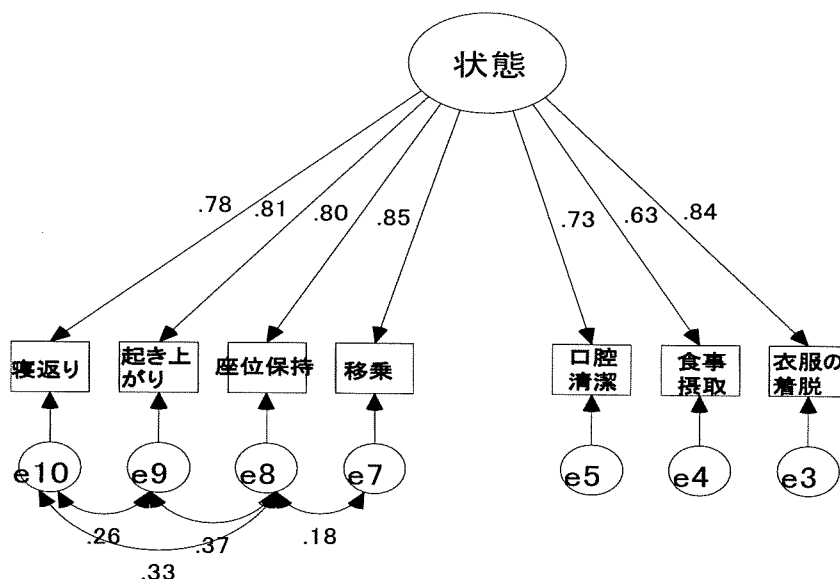 状態
.78
.81
.80
.85
.73
.63
.84
寝返り
起き上
がり
座位保持
移乗
口腔
清潔
食事
摂取
衣服の
着脱
e10
e9
e8
e7
e5
e4
e3
.26
.37
.18
.33